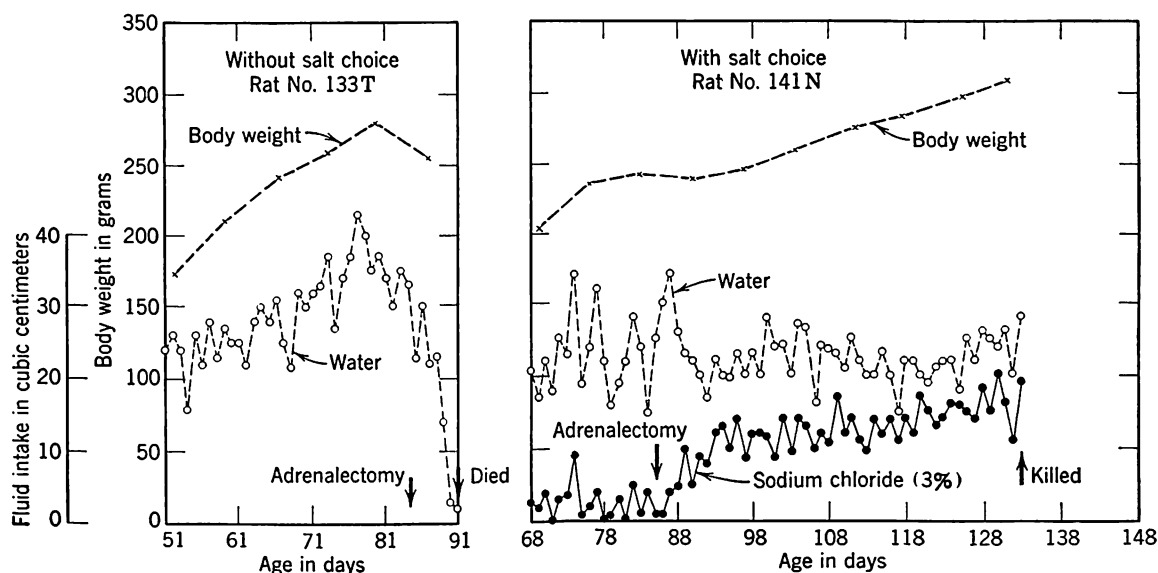 Fluid intake in cubic centimeters
40
30
20
10
0
Body weight in grams
350
300
250
200
150
100
50
0
Without salt choice
Rat No. 133T
Body weight
Water
Adrenalectomy
Died
51 61 71 81 91
Age in days
With salt choice
Rat No. 141N
Body weight
Water
Adrenalectomy
Sodium chloride (3%)
Killed
68 78 88 98 108 118 128 138 148
Age in days